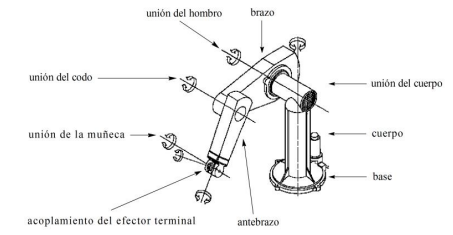 unión del hombro
brazo
unión del codo
unión del cuerpo
unión de la muñeca
cuerpo
base
acoplamiento del efector terminal
antebrazo